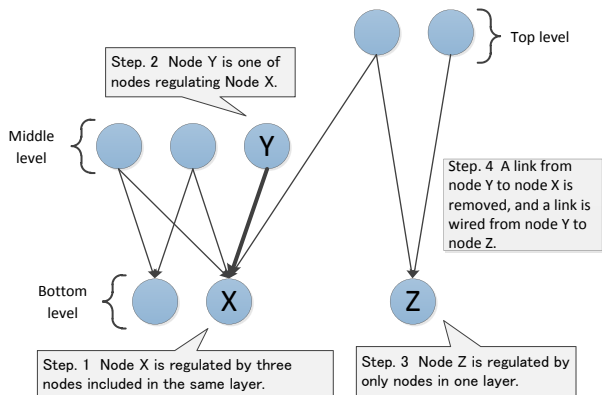 Top level
Step. 2 Node Y is one of
nodes regulating Node X.
Middle
level
Y
Step. 4 A link from
node Y to node X is
removed, and a link is
wired from node Y to
node Z.
Bottom
level
X
Z
Step. 1 Node X is regulated by three
nodes included in the same layer.
Step. 3 Node Z is regulated by
only nodes in one layer.